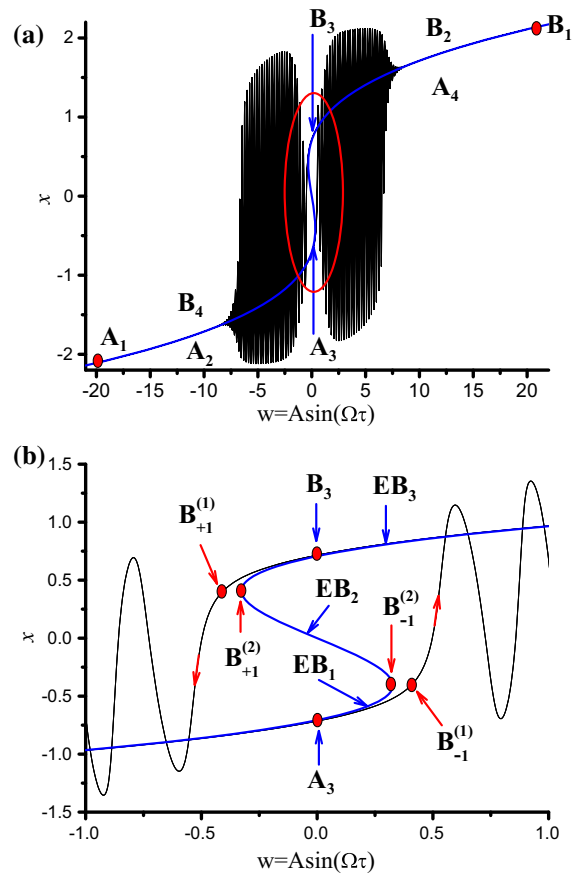 (a)
B₃
B₂
B₁
A₄
2
1
0
-1
-2
x
B₄
A₁
A₂
A₃
-20 -15 -10 -5 0 5 10 15 20
w=Asin(Ωτ)
(b)
1.5
1.0
0.5
0.0
-0.5
-1.0
-1.5
x
B₃
EB₃
B₊₁⁽¹⁾
EB₂
B₋₁⁽²⁾
B₊₁⁽²⁾
EB₁
B₋₁⁽¹⁾
A₃
-1.0 -0.5 0.0 0.5 1.0
w=Asin(Ωτ)